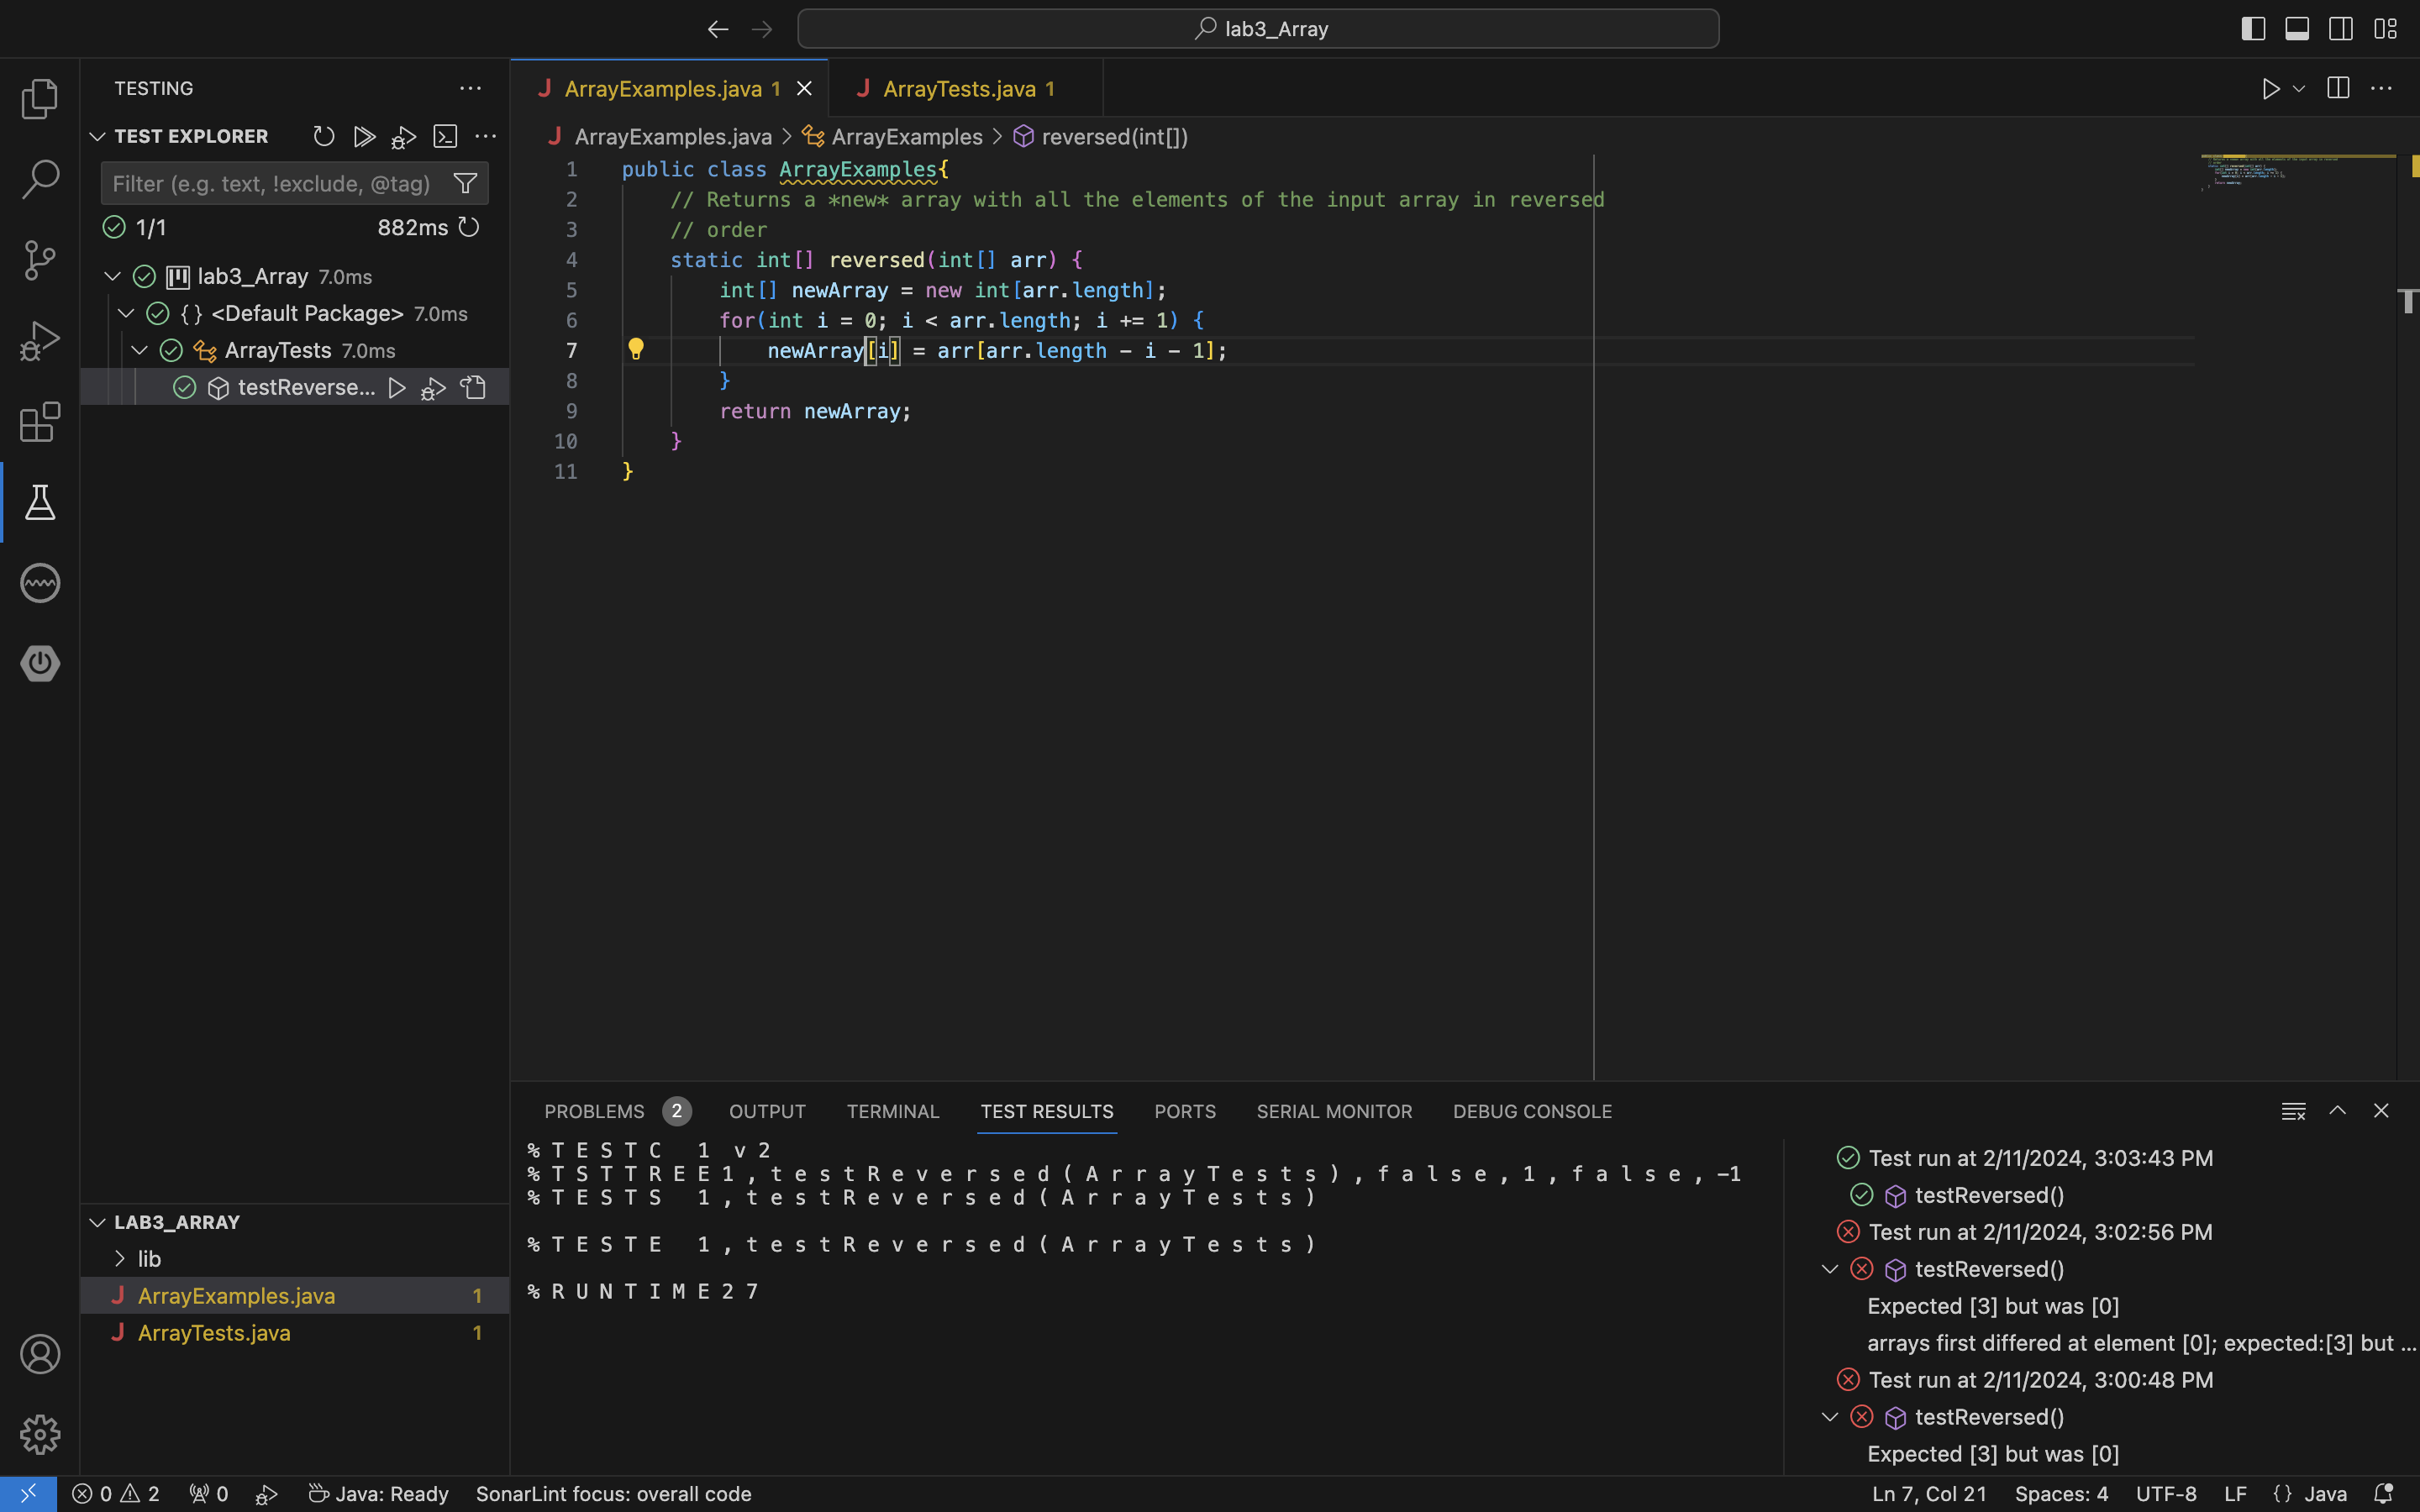 lab3_Array
TESTING
TEST EXPLORER
Filter (e.g. text, !exclude, @tag)
1/1 882ms
lab3_Array 7.0ms
{} <Default Package> 7.0ms
ArrayTests 7.0ms
testReverse...
LAB3_ARRAY
lib
J ArrayExamples.java 1
J ArrayTests.java 1
J ArrayExamples.java 1
J ArrayTests.java 1
J ArrayExamples.java > ArrayExamples > reversed(int[])
1 public class ArrayExamples{
2 // Returns a *new* array with all the elements of the input array in reversed
3 // order
4 static int[] reversed(int[] arr) {
5 int[] newArray = new int[arr.length];
6 for(int i = 0; i < arr.length; i += 1) {
7 newArray[i] = arr[arr.length - i - 1];
8 }
9 return newArray;
10 }
11 }
PROBLEMS 2 OUTPUT TERMINAL TEST RESULTS PORTS SERIAL MONITOR DEBUG CONSOLE
%TESTC 1 v2
%TSTTREE1,testReversed(ArrayTests),false,1,false,-1
%TESTS 1,testReversed(ArrayTests)
%TESTE 1,testReversed(ArrayTests)
%RUNTIME27
Test run at 2/11/2024, 3:03:43 PM
testReversed()
Test run at 2/11/2024, 3:02:56 PM
testReversed()
Expected [3] but was [0]
arrays first differed at element [0]; expected:[3] but ...
Test run at 2/11/2024, 3:00:48 PM
testReversed()
Expected [3] but was [0]
0 2 0 Java: Ready SonarLint focus: overall code Ln 7, Col 21 Spaces: 4 UTF-8 LF {} Java